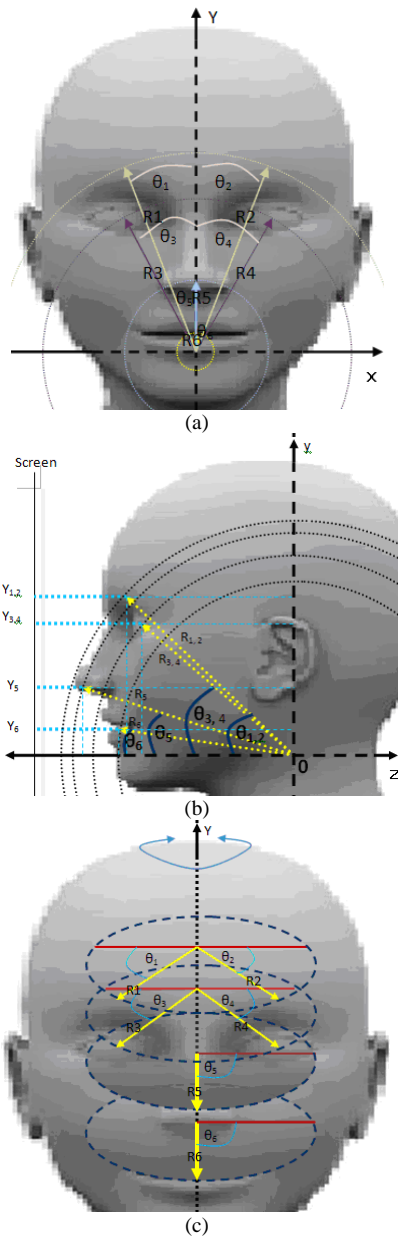 Y
θ₁ θ₂
R1 R2
θ₃ θ₄
R3 R4
θ₅ R5
θ₆
R6
x
(a)
y
Screen
Y₁,₂
Y₃,₄
R₁,₂
R₃,₄
Y₅
R₅
θ₃, ₄
Y₆
R₆
θ₆ θ₅ θ₁,₂
0
Z
(b)
Y
θ₁ θ₂
R1 R2
θ₃ θ₄
R3 R4
θ₅
R5
θ₆
R6
(c)